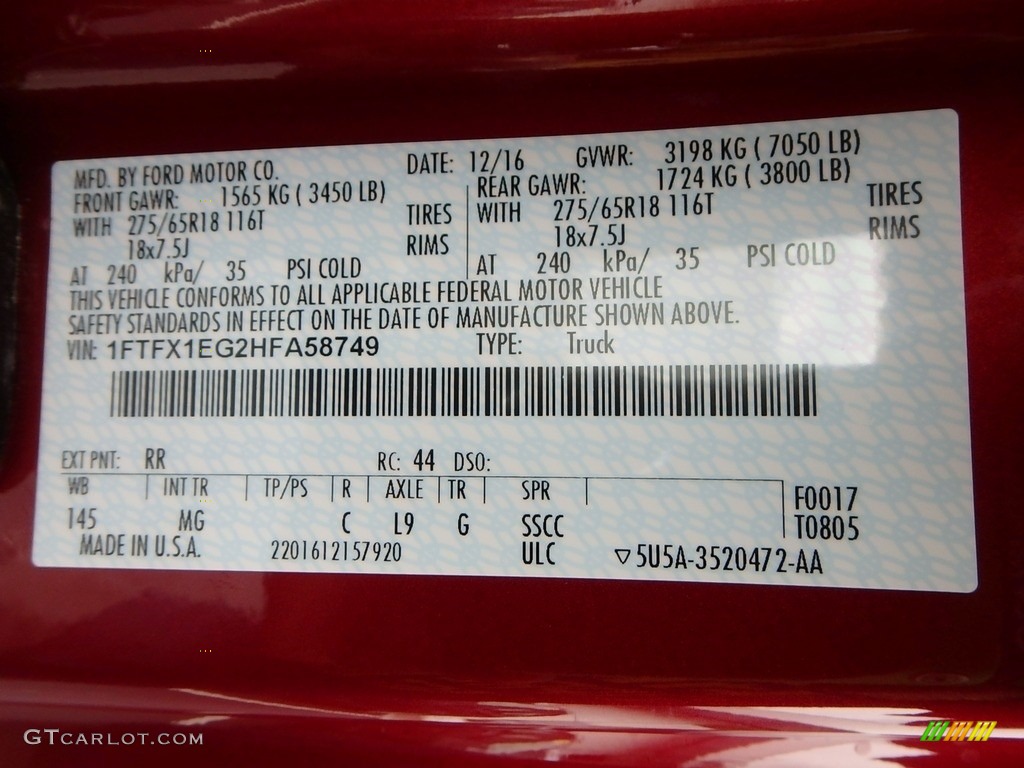 MFD. BY FORD MOTOR CO. DATE: 12/16 GVWR: 3198 KG ( 7050 LB)
FRONT GAWR: 1565 KG ( 3450 LB) REAR GAWR: 1724 KG ( 3800 LB)
WITH 275/65R18 116T TIRES WITH 275/65R18 116T TIRES
18x7.5J RIMS 18x7.5J RIMS
AT 240 kPa/ 35 PSI COLD AT 240 kPa/ 35 PSI COLD
THIS VEHICLE CONFORMS TO ALL APPLICABLE FEDERAL MOTOR VEHICLE
SAFETY STANDARDS IN EFFECT ON THE DATE OF MANUFACTURE SHOWN ABOVE.
VIN: 1FTFX1EG2HFA58749 TYPE: Truck
EXT PNT: RR RC: 44 DSO:
WB INT TR TP/PS R AXLE TR SPR F0017
145 MG C L9 G SSCC T0805
MADE IN U.S.A. 2201612157920 ULC ▽5U5A-3520472-AA
GTCARLOT.COM